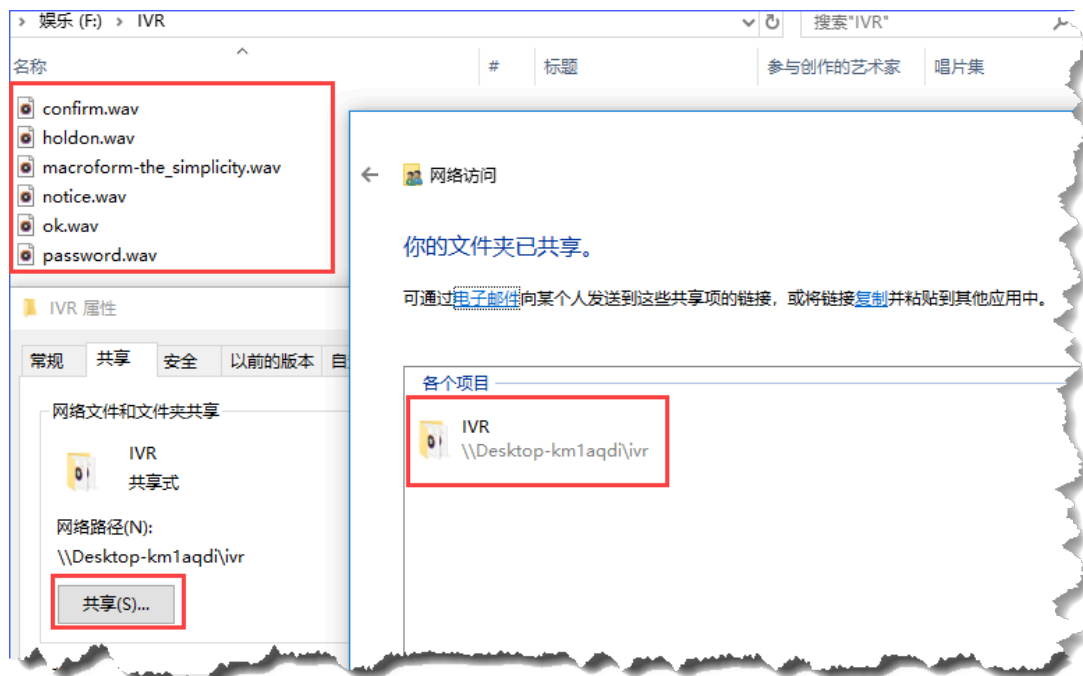 娱乐 (F:) › IVR
搜索"IVR"
名称 # 标题 参与创作的艺术家 唱片集
confirm.wav
holdon.wav
macroform-the_simplicity.wav
notice.wav
ok.wav
password.wav
IVR 属性
常规 共享 安全 以前的版本 自
网络文件和文件夹共享
IVR
共享式
网络路径(N):
\\Desktop-km1aqdi\ivr
共享(S)...
网络访问
你的文件夹已共享。
可通过电子邮件向某个人发送到这些共享项的链接，或将链接复制并粘贴到其他应用中。
各个项目
IVR
\\Desktop-km1aqdi\ivr